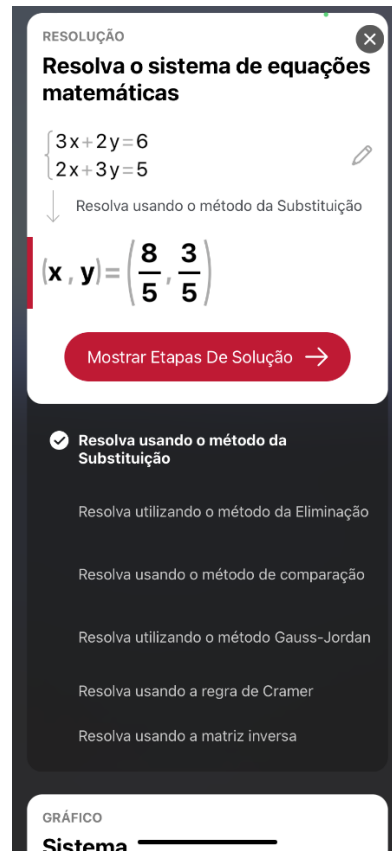 RESOLUÇÃO
Resolva o sistema de equações
matemáticas
3x+2y=6
2x+3y=5
Resolva usando o método da Substituição
(x , y)=(8/5 , 3/5)
Mostrar Etapas De Solução
Resolva usando o método da
Substituição
Resolva utilizando o método da Eliminação
Resolva usando o método de comparação
Resolva utilizando o método Gauss-Jordan
Resolva usando a regra de Cramer
Resolva usando a matriz inversa
GRÁFICO
Sistema